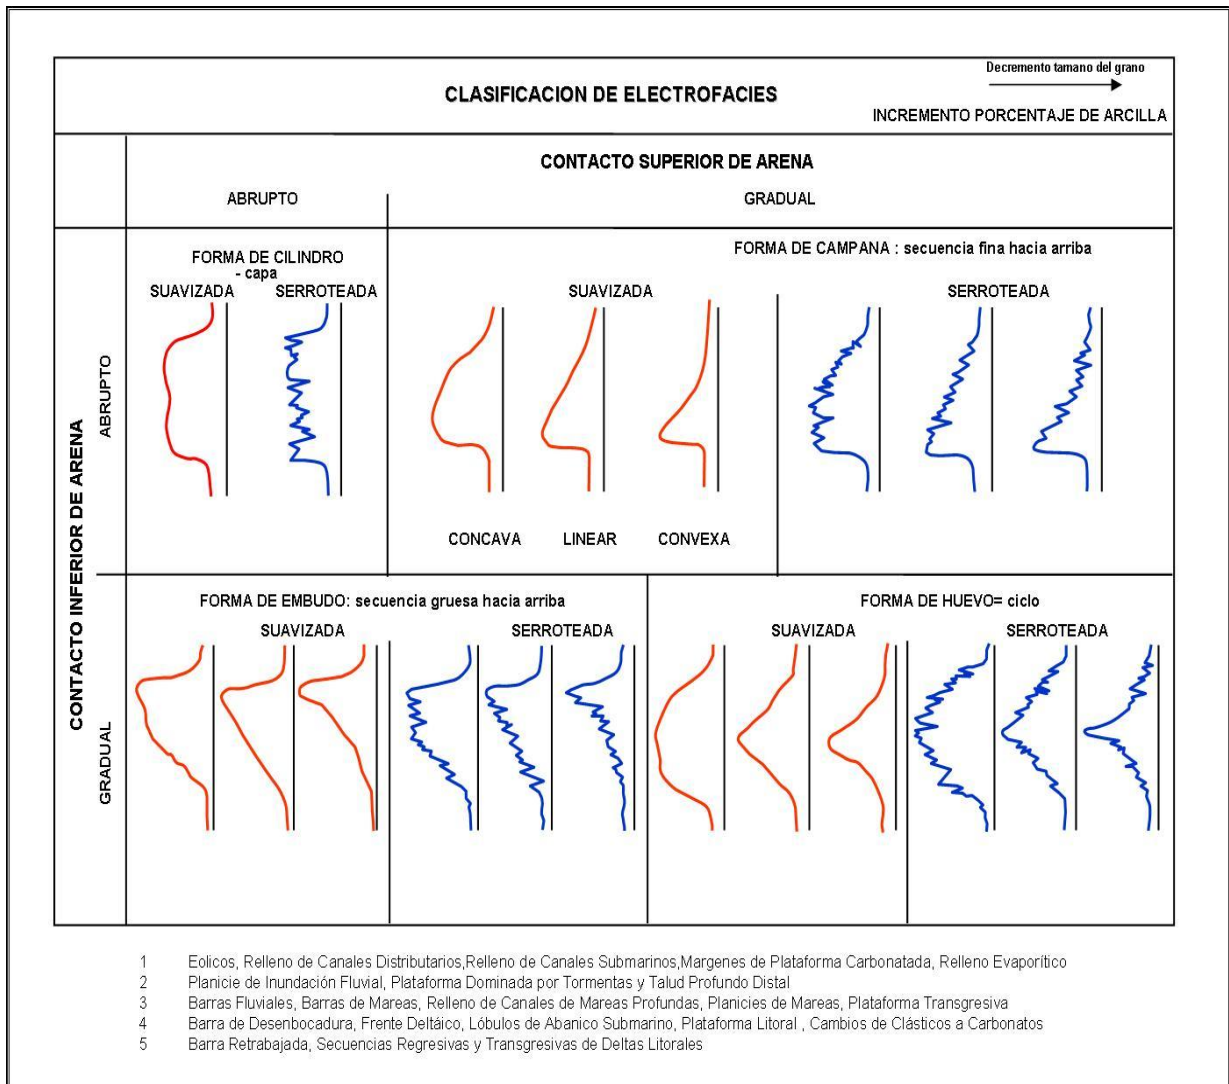 Decremento tamano del grano
CLASIFICACION DE ELECTROFACIES
INCREMENTO PORCENTAJE DE ARCILLA
CONTACTO SUPERIOR DE ARENA
ABRUPTO
GRADUAL
CONTACTO INFERIOR DE ARENA
ABRUPTO
FORMA DE CILINDRO
- capa
SUAVIZADA
SERROTEADA
FORMA DE CAMPANA : secuencia fina hacia arriba
SUAVIZADA
SERROTEADA
CONCAVA
LINEAR
CONVEXA
GRADUAL
FORMA DE EMBUDO: secuencia gruesa hacia arriba
SUAVIZADA
SERROTEADA
FORMA DE HUEVO= ciclo
SUAVIZADA
SERROTEADA
1 Eolicos, Relleno de Canales Distributarios,Relleno de Canales Submarinos,Margenes de Plataforma Carbonatada, Relleno Evaporítico
2 Planicie de Inundación Fluvial, Plataforma Dominada por Tormentas y Talud Profundo Distal
3 Barras Fluviales, Barras de Mareas, Relleno de Canales de Mareas Profundas, Planicies de Mareas, Plataforma Transgresiva
4 Barra de Desenbocadura, Frente Deltáico, Lóbulos de Abanico Submarino, Plataforma Litoral , Cambios de Clásticos a Carbonatos
5 Barra Retrabajada, Secuencias Regresivas y Transgresivas de Deltas Litorales